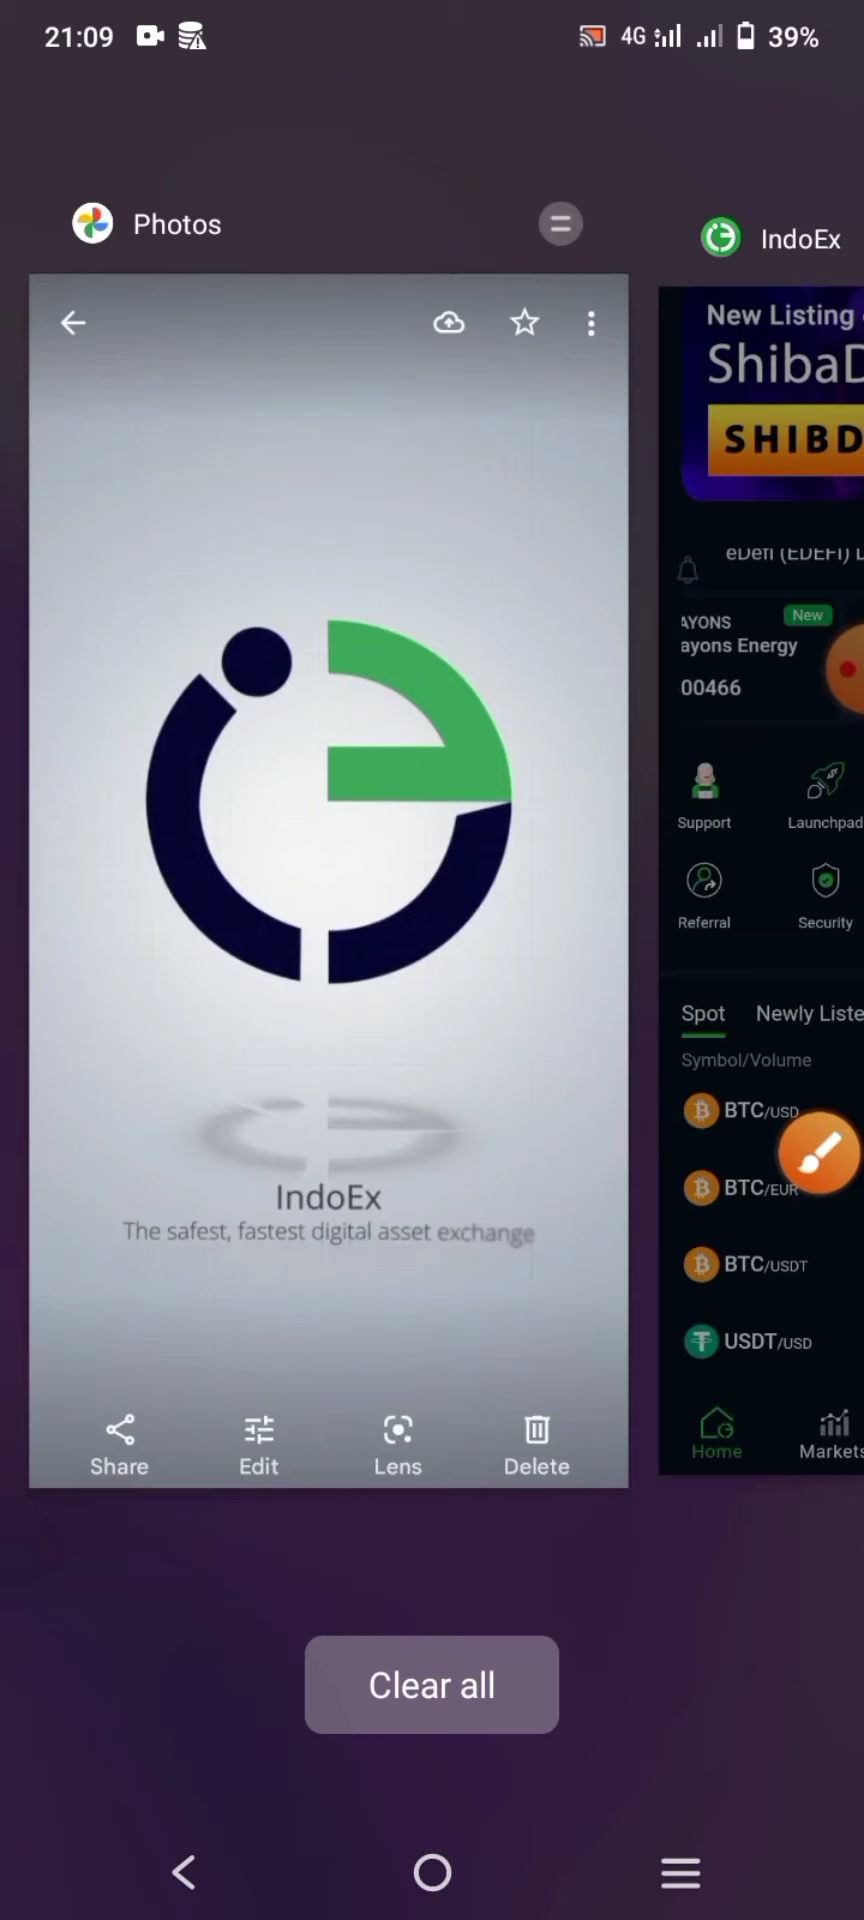 21:09
4G
39%
Photos
IndoEx
New Listing
ShibaD
SHIBD
eDefi (EDEFI) L
AYONS
New
ayons Energy
00466
Support
Launchpad
Referral
Security
Spot
Newly Liste
Symbol/Volume
BTC/USD
BTC/EUR
BTC/USDT
USDT/USD
Home
Markets
IndoEx
The safest, fastest digital asset exchange
Share
Edit
Lens
Delete
Clear all